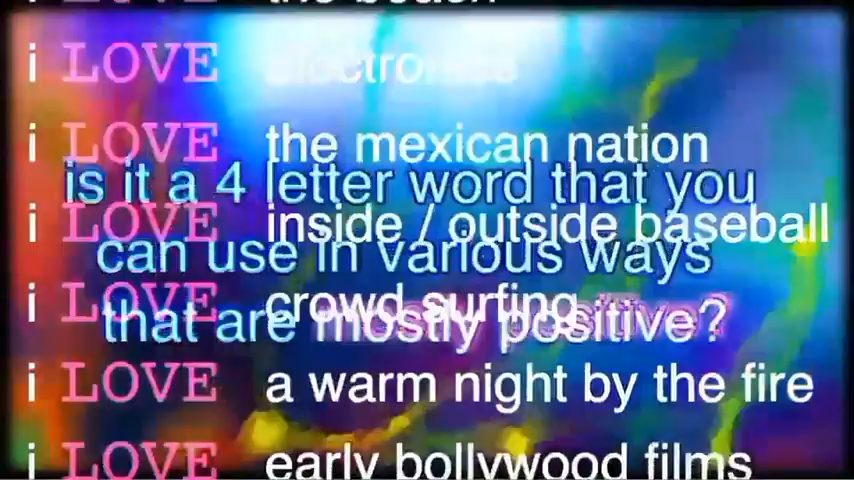 i LOVE the beach
i LOVE electronics
i LOVE the mexican nation
is it a 4 letter word that you
i LOVE inside / outside baseball
can use in various ways
i LOVE crowd surfing
that are mostly positive?
i LOVE a warm night by the fire
i LOVE early bollywood films